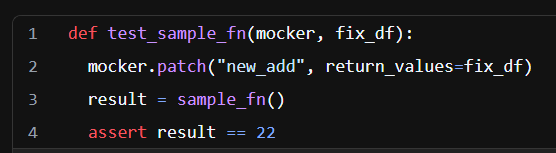 1 def test_sample_fn(mocker, fix_df):
2 mocker.patch("new_add", return_values=fix_df)
3 result = sample_fn()
4 assert result == 22